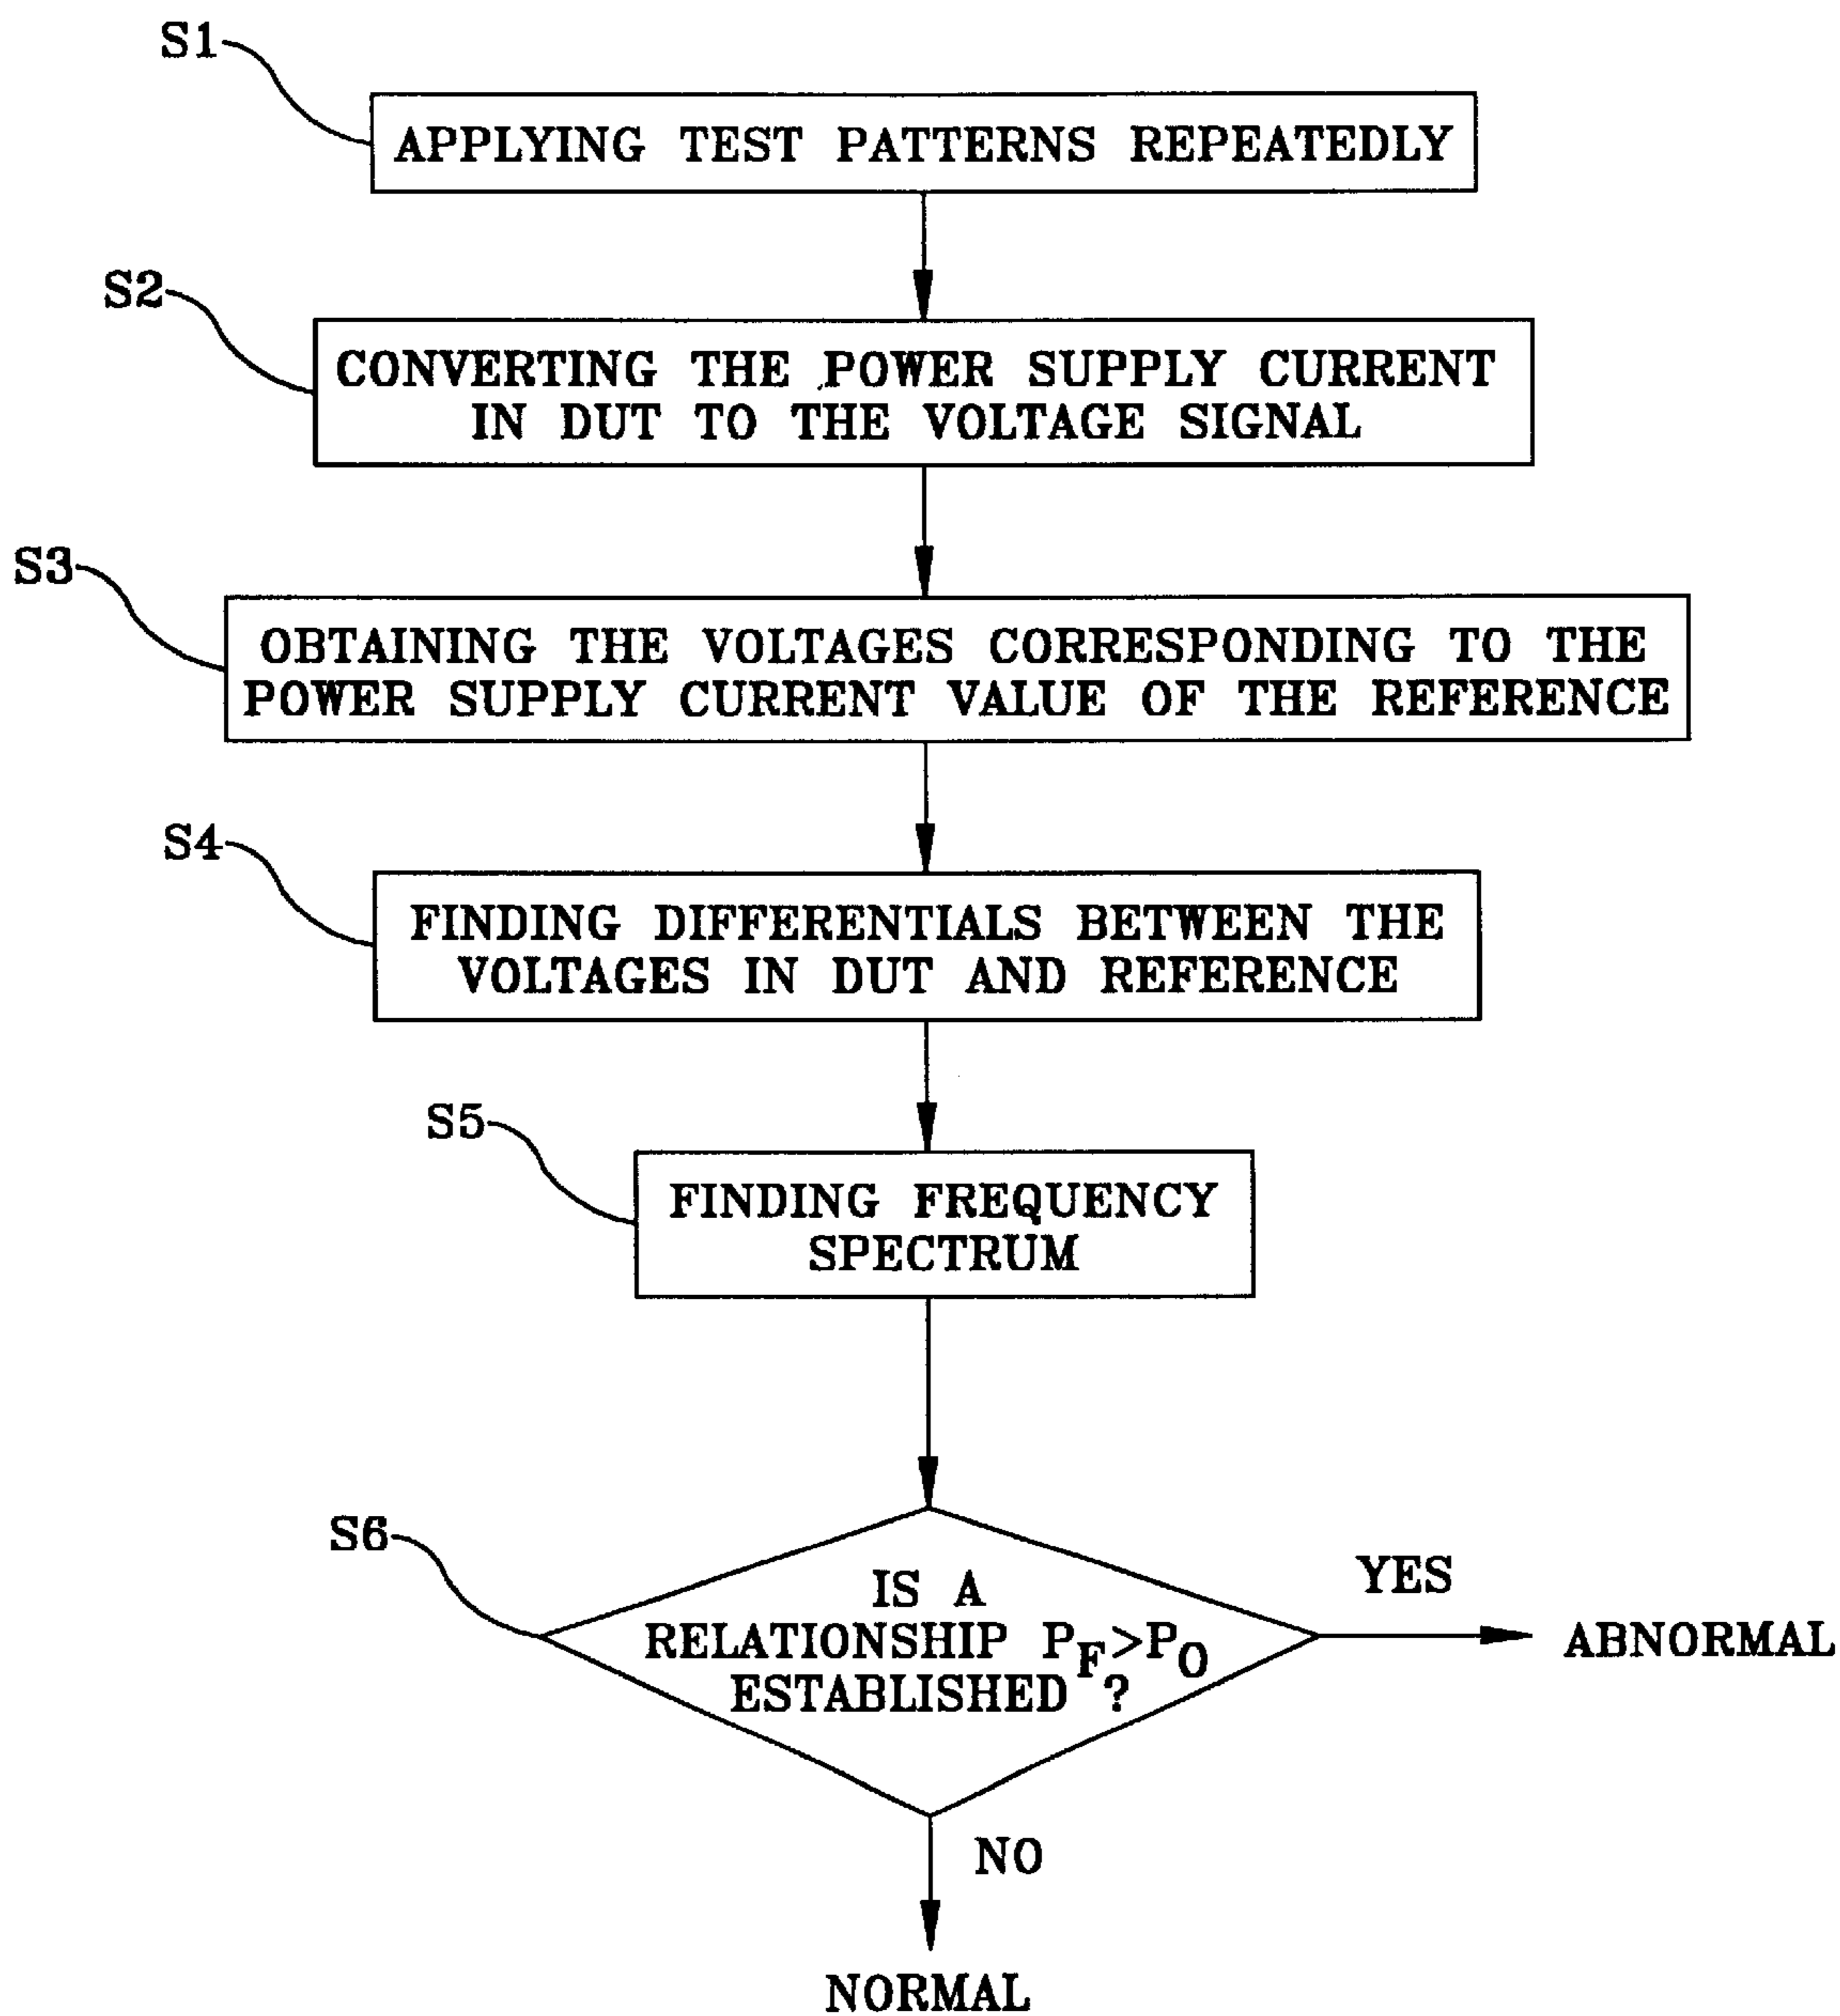 S1
APPLYING TEST PATTERNS REPEATEDLY
S2
CONVERTING THE POWER SUPPLY CURRENT
IN DUT TO THE VOLTAGE SIGNAL
S3
OBTAINING THE VOLTAGES CORRESPONDING TO THE
POWER SUPPLY CURRENT VALUE OF THE REFERENCE
S4
FINDING DIFFERENTIALS BETWEEN THE
VOLTAGES IN DUT AND REFERENCE
S5
FINDING FREQUENCY
SPECTRUM
S6
IS A
RELATIONSHIP PF>PO
ESTABLISHED ?
YES
ABNORMAL
NO
NORMAL